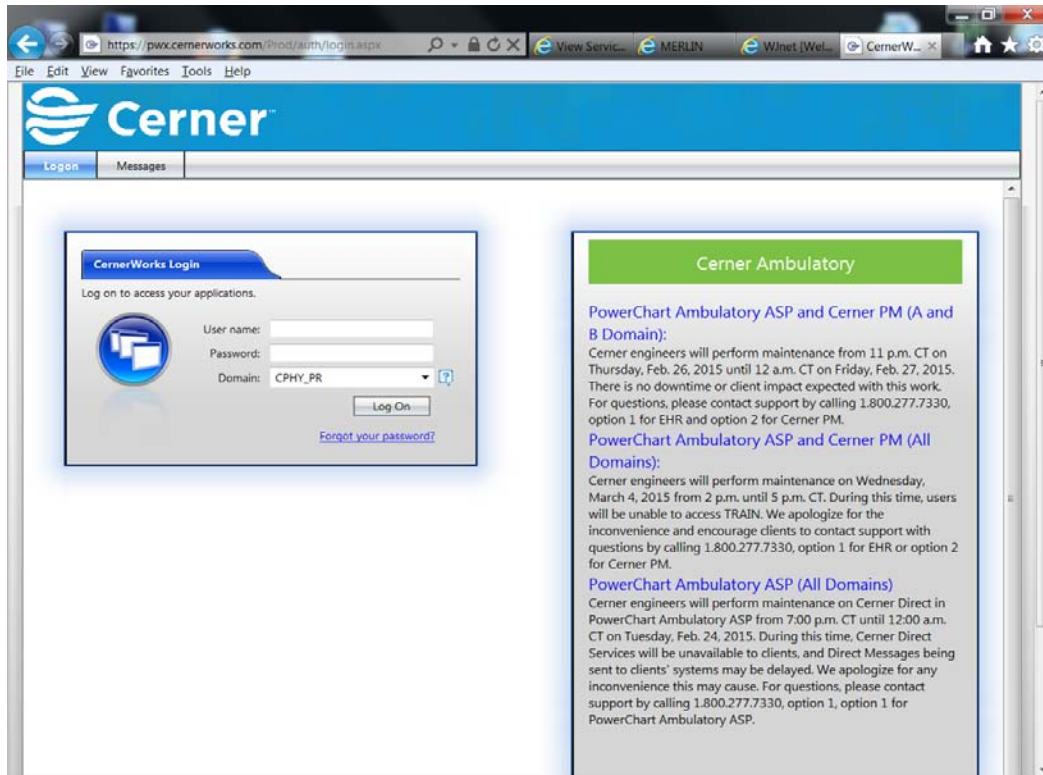 https://pwx.cernerworks.com/Prod/auth/login.aspx
View Servic...
MERLIN
WJnet [Wel...
CernerW...
File Edit View Favorites Tools Help
Cerner
Logon
Messages
CernerWorks Login
Log on to access your applications.
User name:
Password:
Domain: CPHY_PR
Log On
Forgot your password?
Cerner Ambulatory
PowerChart Ambulatory ASP and Cerner PM (A and
B Domain):
Cerner engineers will perform maintenance from 11 p.m. CT on
Thursday, Feb. 26, 2015 until 12 a.m. CT on Friday, Feb. 27, 2015.
There is no downtime or client impact expected with this work.
For questions, please contact support by calling 1.800.277.7330,
option 1 for EHR and option 2 for Cerner PM.
PowerChart Ambulatory ASP and Cerner PM (All
Domains):
Cerner engineers will perform maintenance on Wednesday,
March 4, 2015 from 2 p.m. until 5 p.m. CT. During this time, users
will be unable to access TRAIN. We apologize for the
inconvenience and encourage clients to contact support with
questions by calling 1.800.277.7330, option 1 for EHR or option 2
for Cerner PM.
PowerChart Ambulatory ASP (All Domains)
Cerner engineers will perform maintenance on Cerner Direct in
PowerChart Ambulatory ASP from 7:00 p.m. CT until 12:00 a.m.
CT on Tuesday, Feb. 24, 2015. During this time, Cerner Direct
Services will be unavailable to clients, and Direct Messages being
sent to clients' systems may be delayed. We apologize for any
inconvenience this may cause. For questions, please contact
support by calling 1.800.277.7330, option 1, option 1 for
PowerChart Ambulatory ASP.